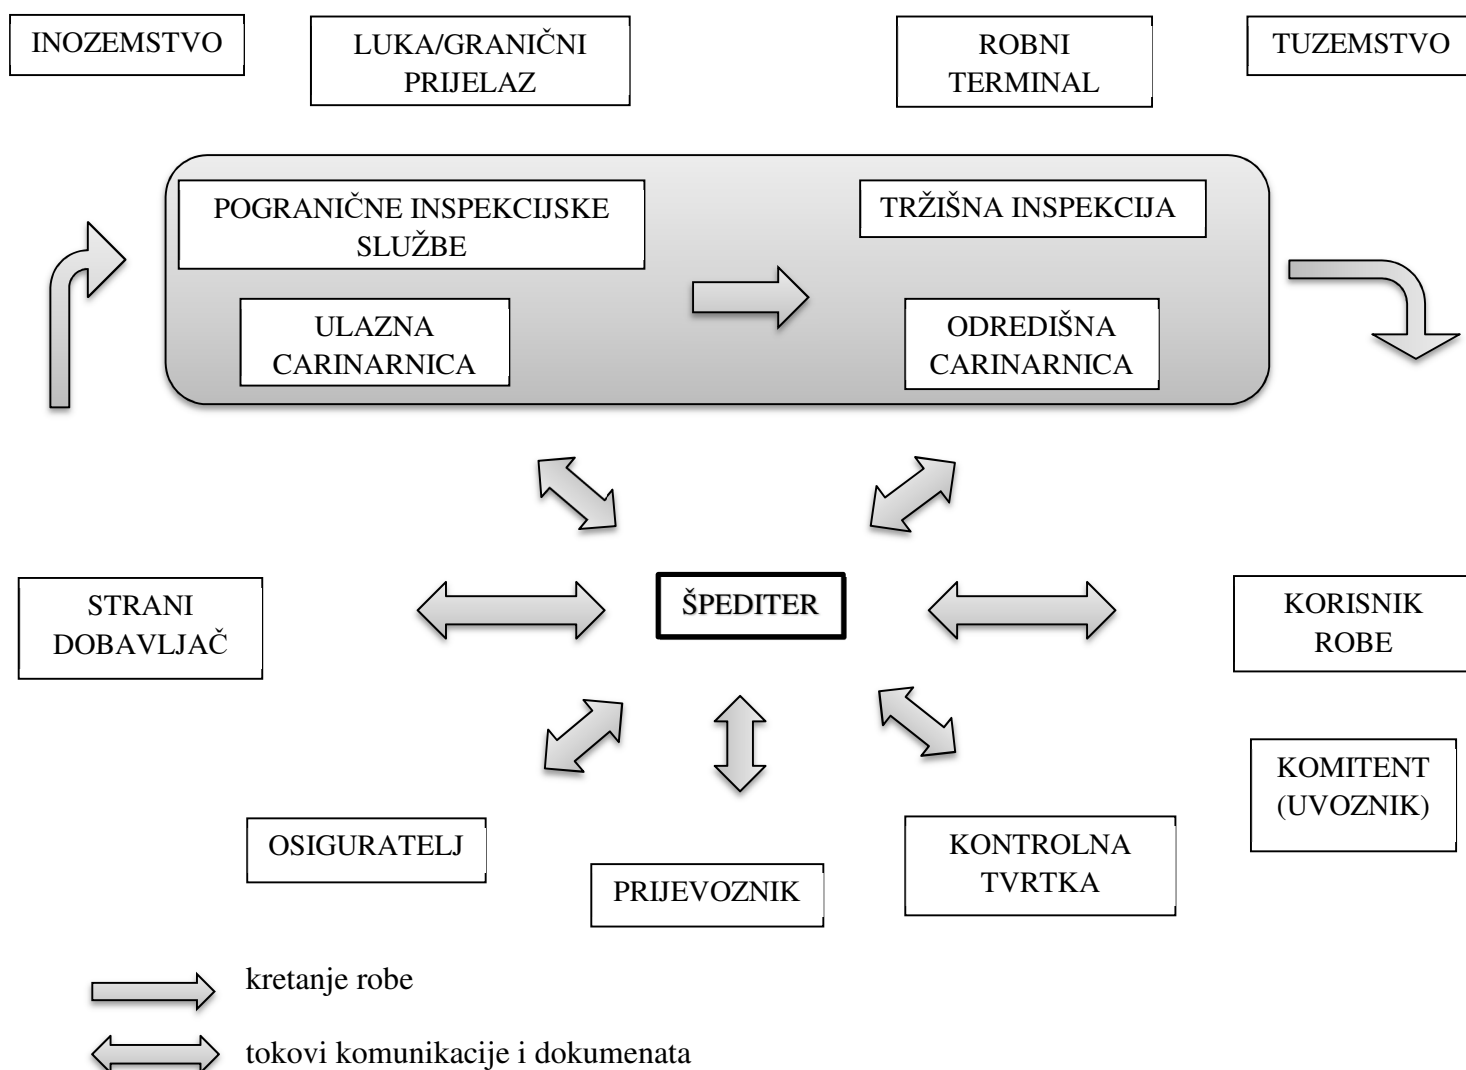 INOZEMSTVO
LUKA/GRANIČNI
PRIJELAZ
ROBNI
TERMINAL
TUZEMSTVO
POGRANIČNE INSPEKCIJSKE
SLUŽBE
TRŽIŠNA INSPEKCIJA
ULAZNA
CARINARNICA
ODREDIŠNA
CARINARNICA
STRANI
DOBAVLJAČ
ŠPEDITER
KORISNIK
ROBE
KOMITENT
(UVOZNIK)
OSIGURATELJ
PRIJEVOZNIK
KONTROLNA
TVRTKA
kretanje robe
tokovi komunikacije i dokumenata